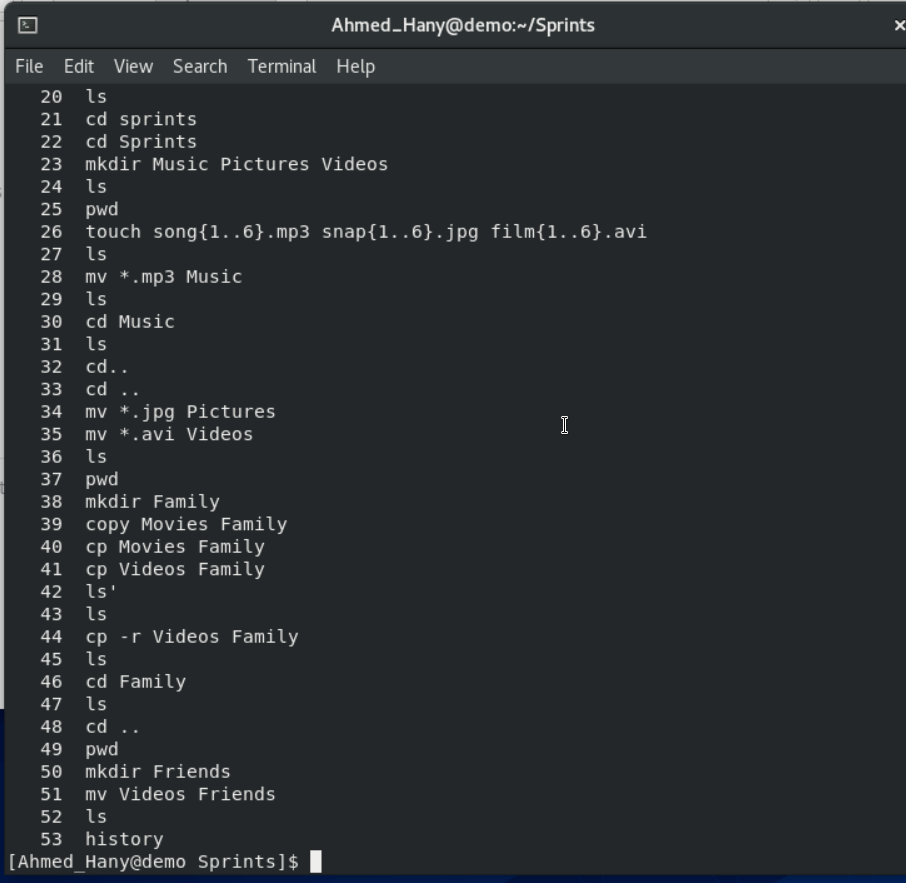 Ahmed_Hany@demo:~/Sprints
File Edit View Search Terminal Help
20 ls
21 cd sprints
22 cd Sprints
23 mkdir Music Pictures Videos
24 ls
25 pwd
26 touch song{1..6}.mp3 snap{1..6}.jpg film{1..6}.avi
27 ls
28 mv *.mp3 Music
29 ls
30 cd Music
31 ls
32 cd..
33 cd ..
34 mv *.jpg Pictures
35 mv *.avi Videos
36 ls
37 pwd
38 mkdir Family
39 copy Movies Family
40 cp Movies Family
41 cp Videos Family
42 ls'
43 ls
44 cp -r Videos Family
45 ls
46 cd Family
47 ls
48 cd ..
49 pwd
50 mkdir Friends
51 mv Videos Friends
52 ls
53 history
[Ahmed_Hany@demo Sprints]$